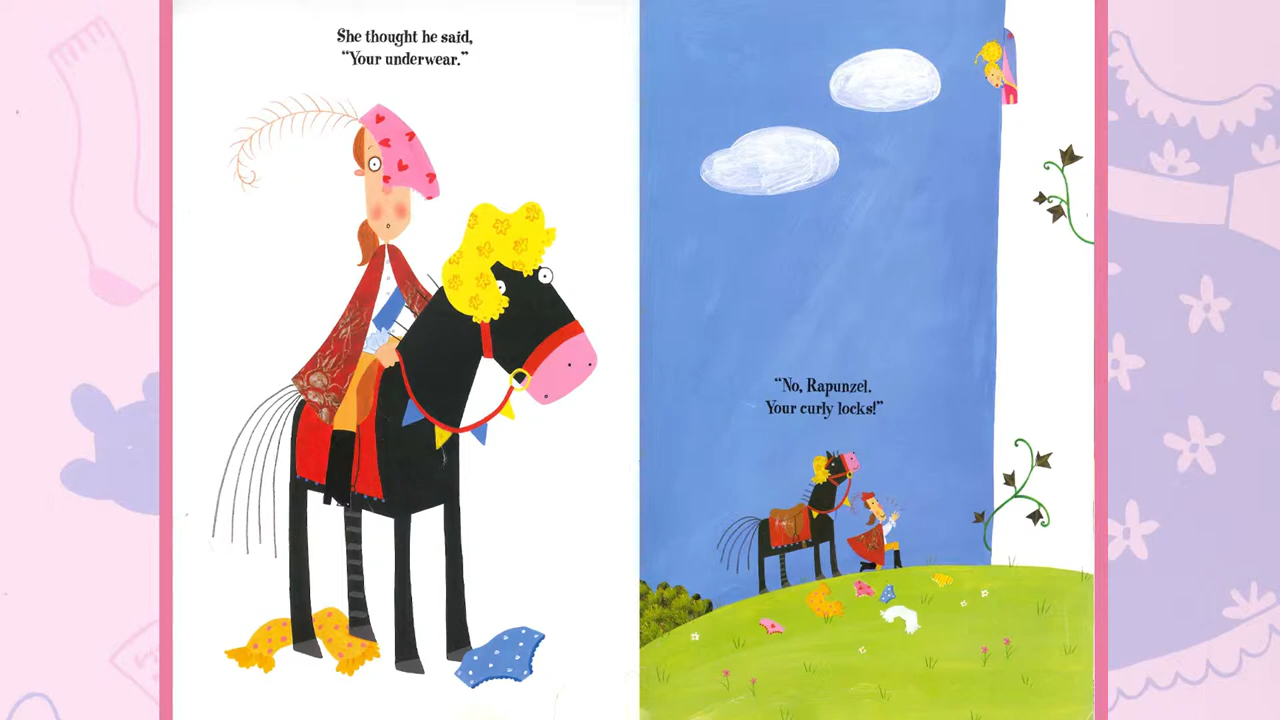 She thought he said,
“Your underwear.”
“No, Rapunzel.
Your curly locks!”